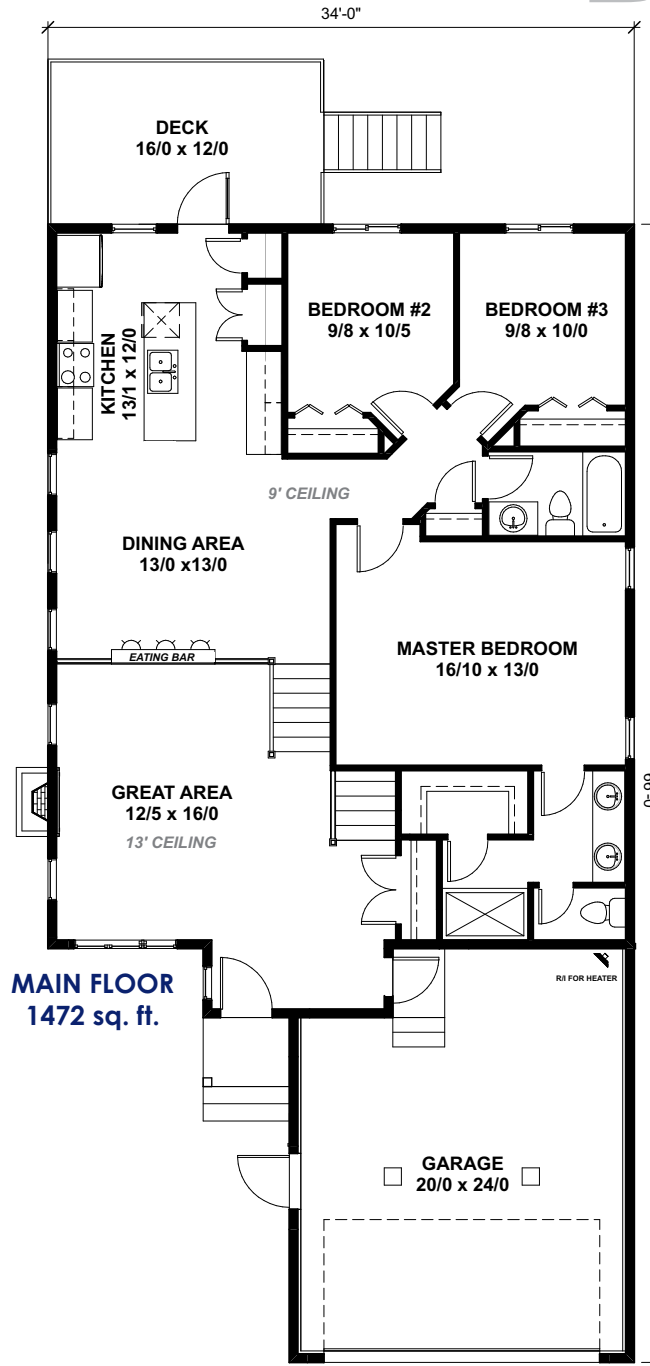 34'-0"
DECK
16/0 x 12/0
BEDROOM #2
9/8 x 10/5
BEDROOM #3
9/8 x 10/0
KITCHEN
13/1 x 12/0
9' CEILING
DINING AREA
13/0 x13/0
EATING BAR
MASTER BEDROOM
16/10 x 13/0
GREAT AREA
12/5 x 16/0
13' CEILING
MAIN FLOOR
1472 sq. ft.
R/I FOR HEATER
GARAGE
20/0 x 24/0